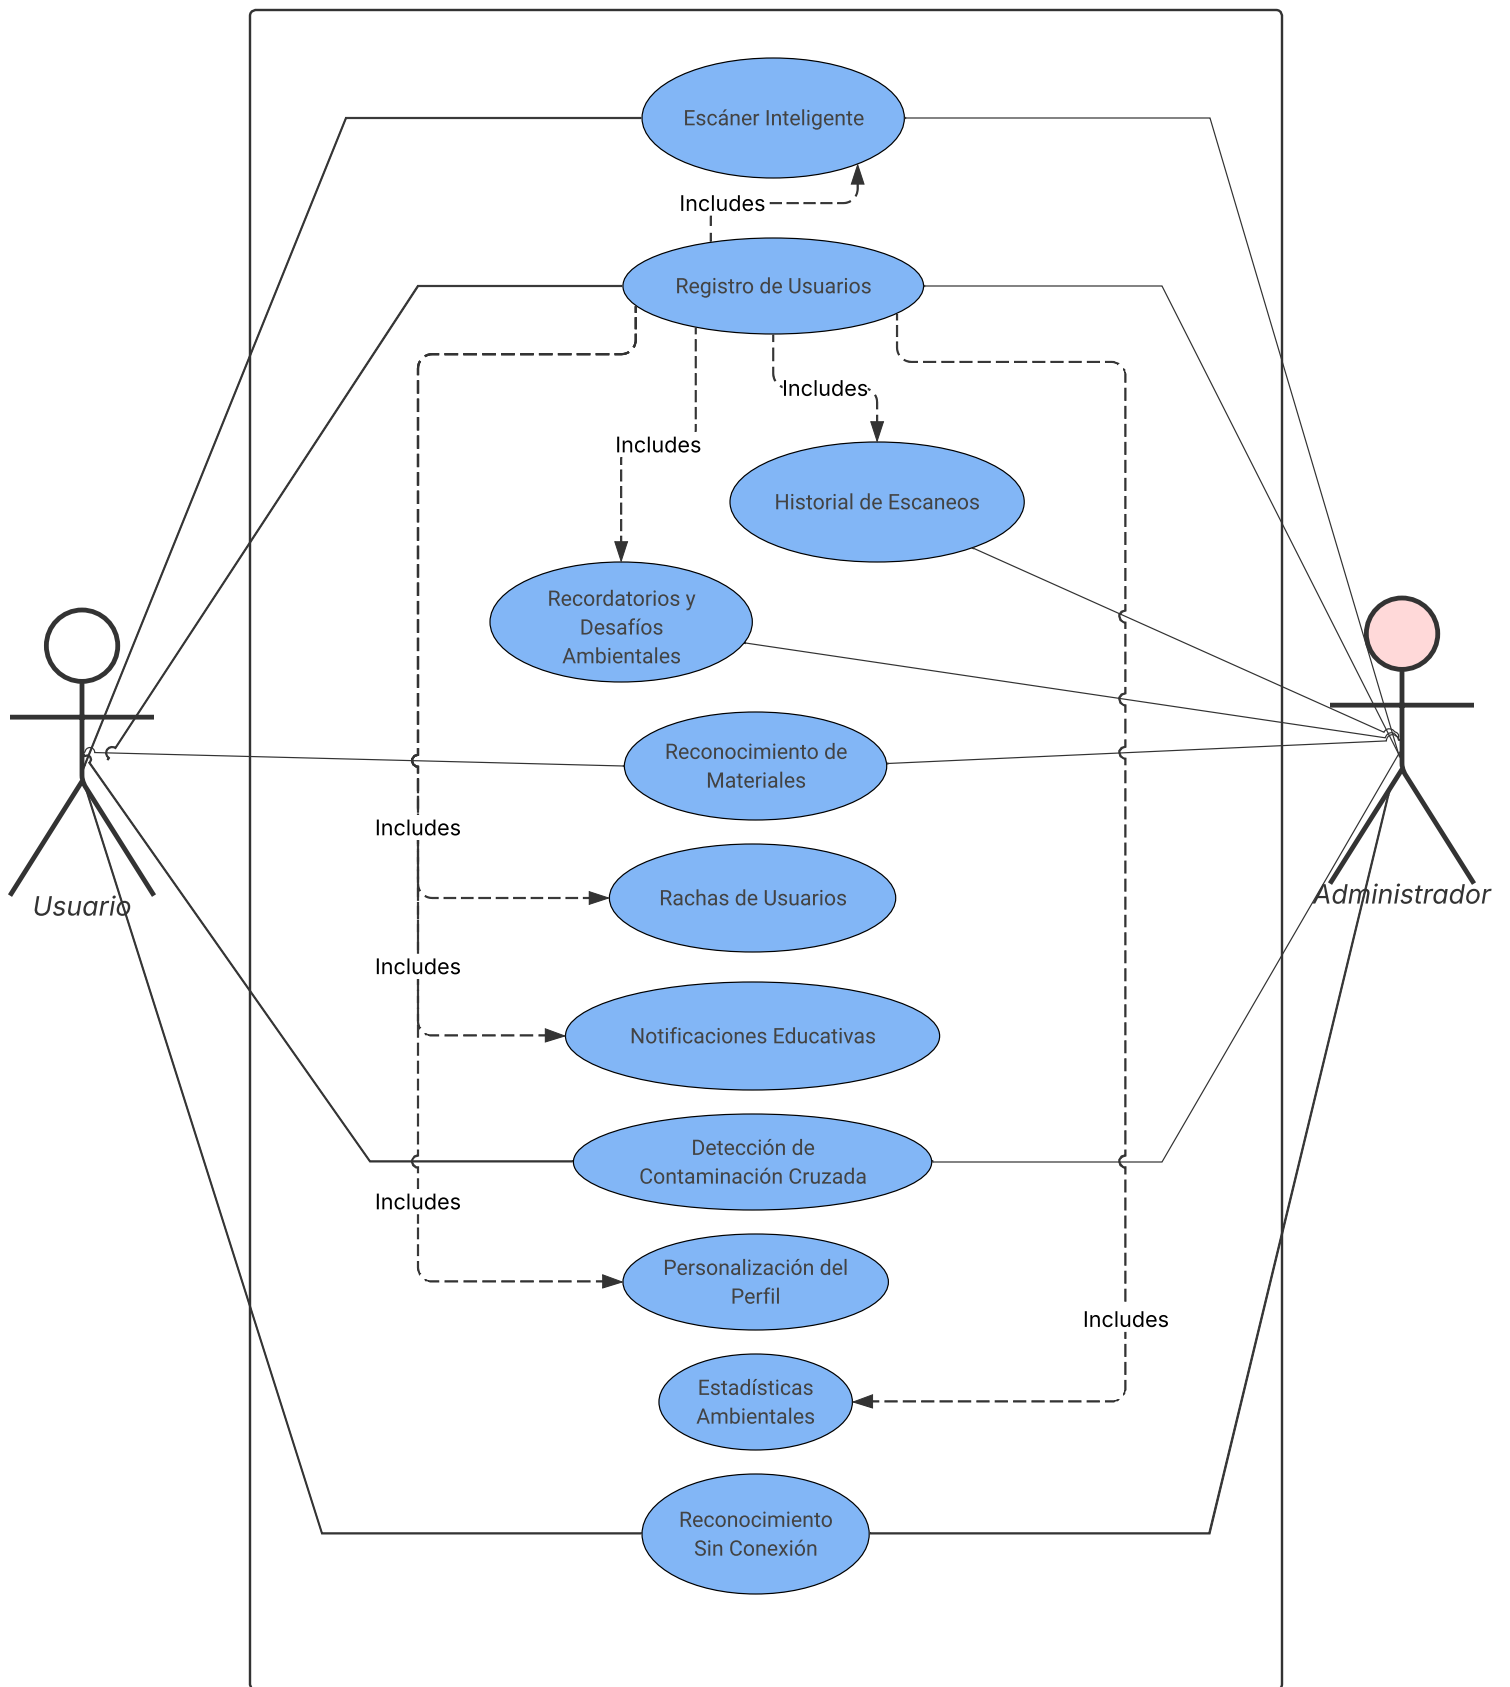 Escáner Inteligente
Includes
Registro de Usuarios
Includes
Includes
Historial de Escaneos
Recordatorios y
Desafíos
Ambientales
Reconocimiento de
Materiales
Includes
Rachas de Usuarios
Usuario
Administrador
Includes
Notificaciones Educativas
Detección de
Contaminación Cruzada
Includes
Personalización del
Perfil
Includes
Estadísticas
Ambientales
Reconocimiento
Sin Conexión